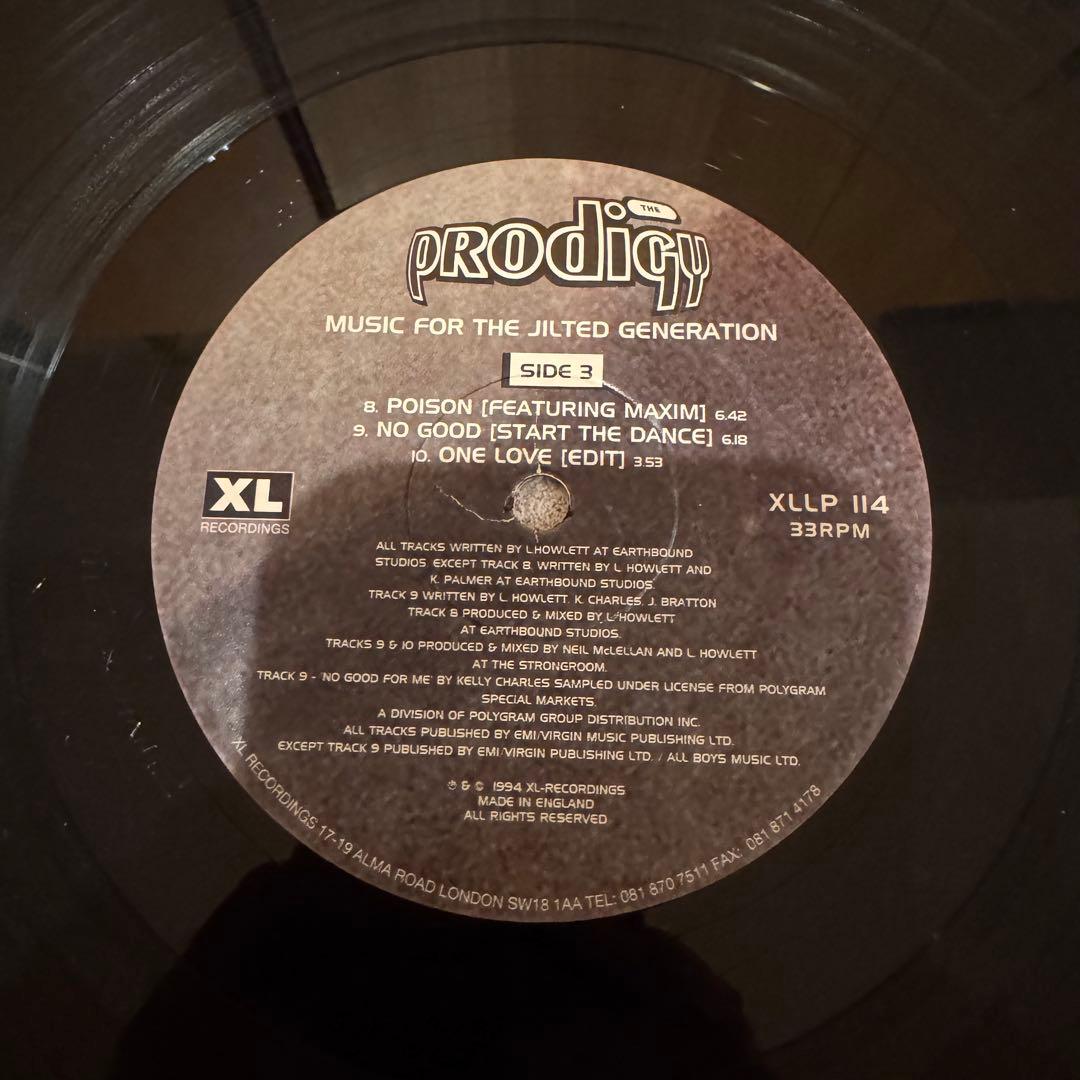 THE
PRODIGY
MUSIC FOR THE JILTED GENERATION
SIDE 3
8. POISON [FEATURING MAXIM] 6.42
9. NO GOOD [START THE DANCE] 6.18
10. ONE LOVE [EDIT] 3.53
XL
RECORDINGS
XLLP 114
33RPM
ALL TRACKS WRITTEN BY L.HOWLETT AT EARTHBOUND
STUDIOS. EXCEPT TRACK 8. WRITTEN BY L. HOWLETT AND
K. PALMER AT EARTHBOUND STUDIOS.
TRACK 9 WRITTEN BY L. HOWLETT. K. CHARLES. J. BRATTON
TRACK 8 PRODUCED & MIXED BY L. HOWLETT
AT EARTHBOUND STUDIOS.
TRACKS 9 & 10 PRODUCED & MIXED BY NEIL McLELLAN AND L. HOWLETT
AT THE STRONGROOM.
TRACK 9 - 'NO GOOD FOR ME' BY KELLY CHARLES SAMPLED UNDER LICENSE FROM POLYGRAM
SPECIAL MARKETS.
A DIVISION OF POLYGRAM GROUP DISTRIBUTION INC.
ALL TRACKS PUBLISHED BY EMI/VIRGIN MUSIC PUBLISHING LTD.
EXCEPT TRACK 9 PUBLISHED BY EMI/VIRGIN PUBLISHING LTD. / ALL BOYS MUSIC LTD.
℗ & © 1994 XL-RECORDINGS
MADE IN ENGLAND
ALL RIGHTS RESERVED
XL RECORDINGS 17-19 ALMA ROAD LONDON SW18 1AA TEL: 081 870 7511 FAX: 081 871 4178